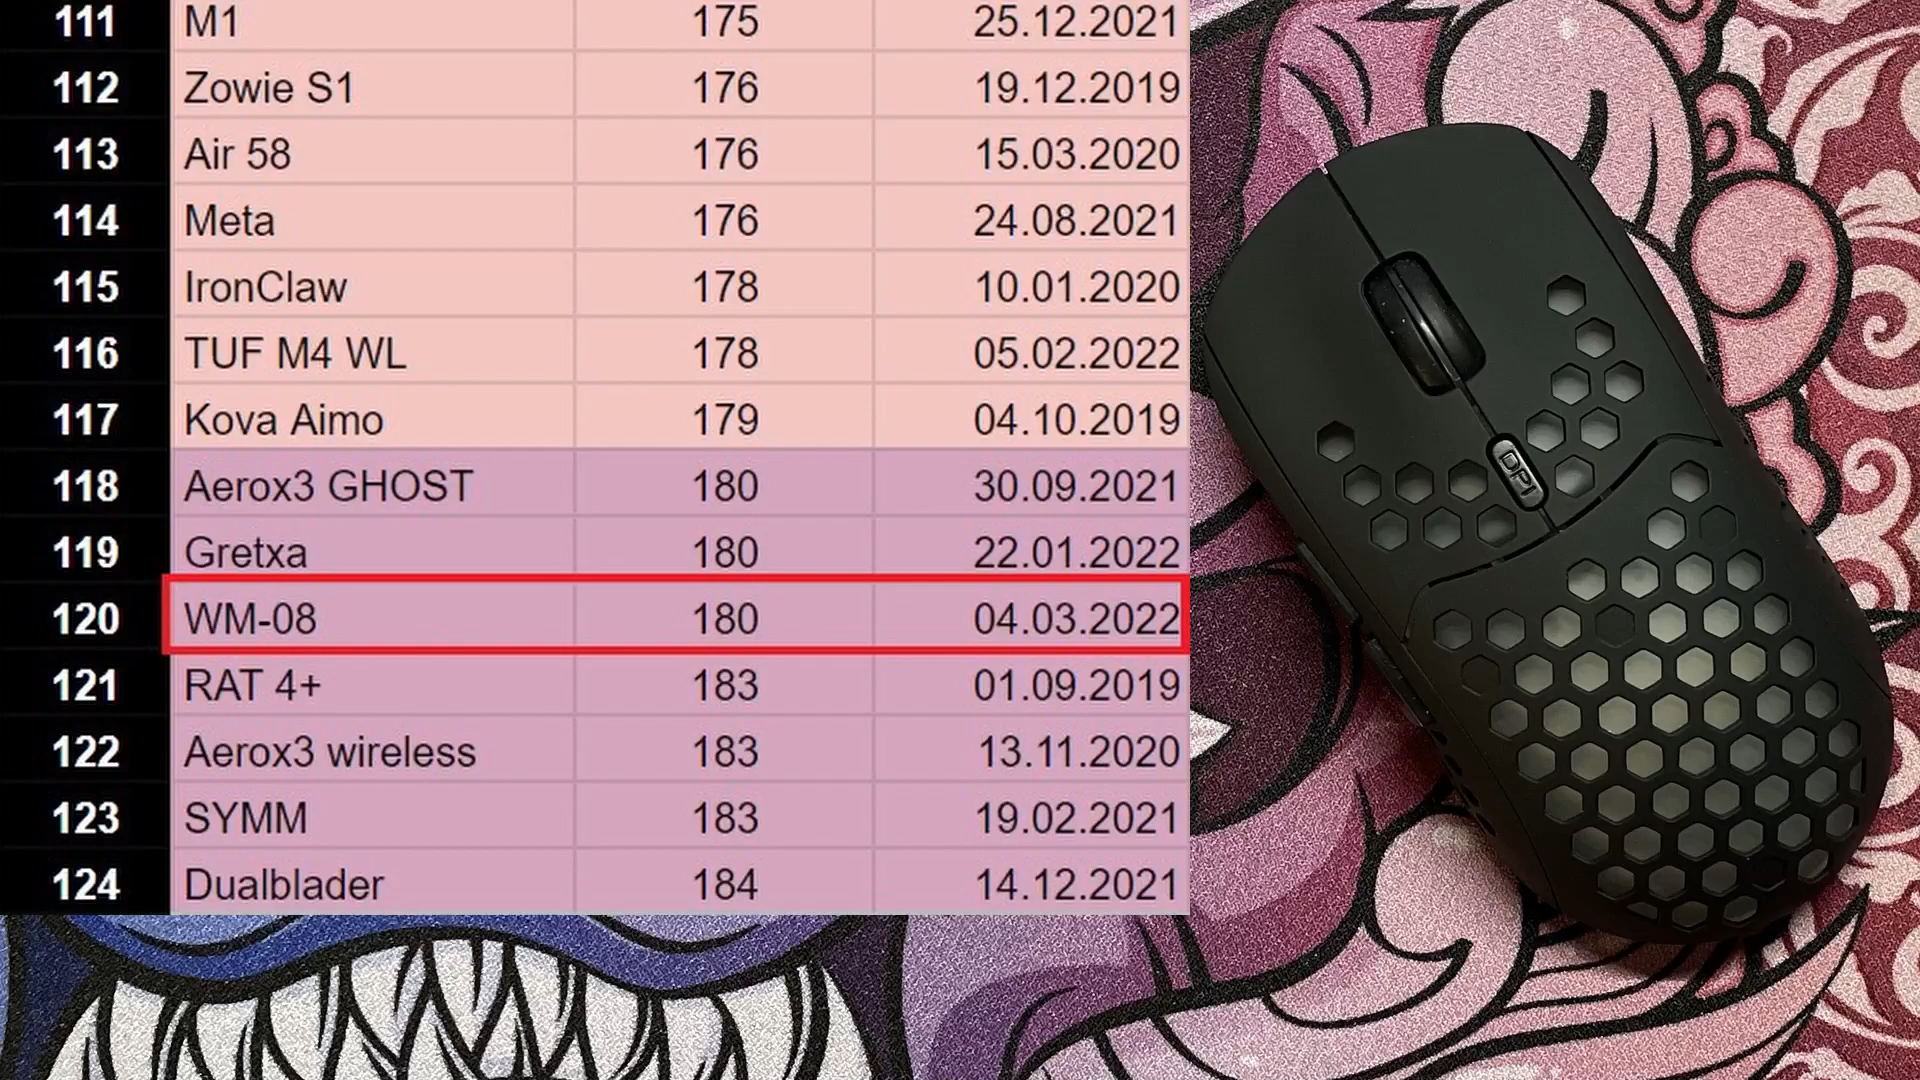 111 M1 175 25.12.2021
112 Zowie S1 176 19.12.2019
113 Air 58 176 15.03.2020
114 Meta 176 24.08.2021
115 IronClaw 178 10.01.2020
116 TUF M4 WL 178 05.02.2022
117 Kova Aimo 179 04.10.2019
118 Aerox3 GHOST 180 30.09.2021
119 Gretxa 180 22.01.2022
120 WM-08 180 04.03.2022
121 RAT 4+ 183 01.09.2019
122 Aerox3 wireless 183 13.11.2020
123 SYMM 183 19.02.2021
124 Dualblader 184 14.12.2021
DPI